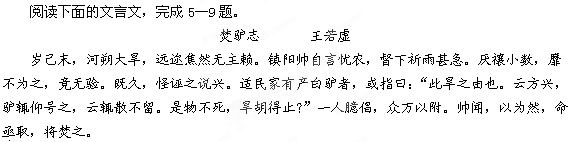 阅读下面的文言文，完成5—9题。
焚驴志 王若虚
岁己未，河朔大旱，远迩焦然无主赖。镇阳帅自言忧农，督下祈雨甚急。厌禳小数，靡
不为之，竟无验。既久，怪诬之说兴。适民家有产白驴者，或指曰：“此旱之由也。云方兴，
驴辄仰号之，云辄散不留。是物不死，旱胡得止？”一人臆倡，众万以附。帅闻，以为然，命
亟取，将焚之。